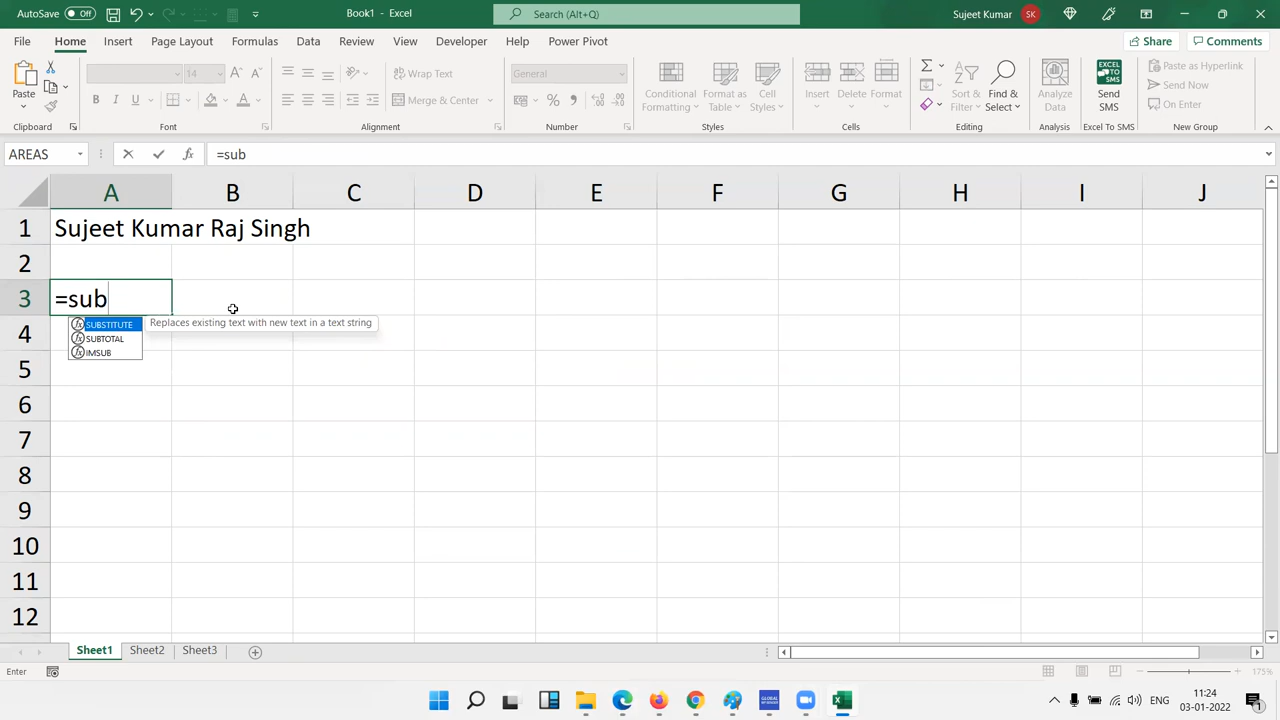 AutoSave Off Book1 - Excel Search (Alt+Q) Sujeet Kumar SK
File Home Insert Page Layout Formulas Data Review View Developer Help Power Pivot Share Comments
14 A A Wrap Text General Paste as Hyperlink
Paste Conditional Format as Cell Insert Delete Format Sort & Find & Analyze Send Send Now
B I U A Merge & Center % Formatting Table Styles Filter Select Data SMS On Enter
Clipboard Font Alignment Number Styles Cells Editing Analysis Excel To SMS New Group
AREAS fx =sub
A B C D E F G H I J
1 Sujeet Kumar Raj Singh
2
3 =sub
SUBSTITUTE Replaces existing text with new text in a text string
4 SUBTOTAL
IMSUB
5
6
7
8
9
10
11
12
Sheet1 Sheet2 Sheet3
Enter 175%
GLOBAL ENG 11:24
03-01-2022 1